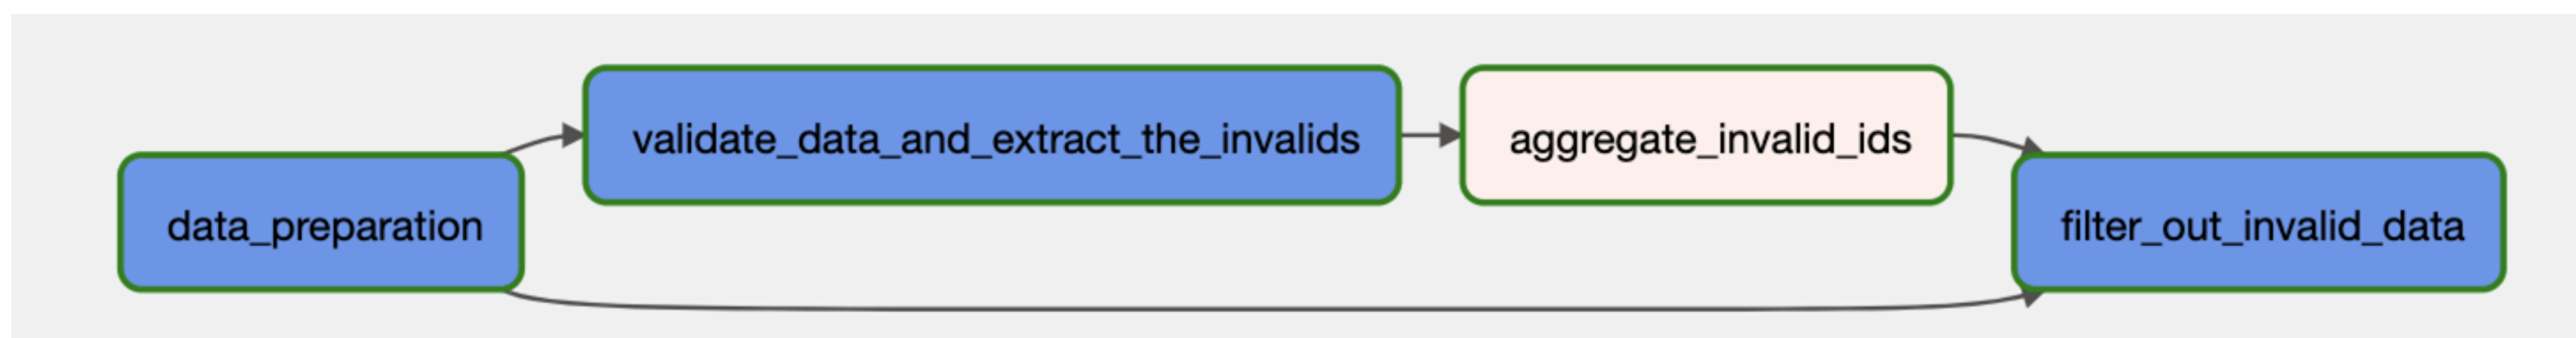 data_preparation
validate_data_and_extract_the_invalids
aggregate_invalid_ids
filter_out_invalid_data